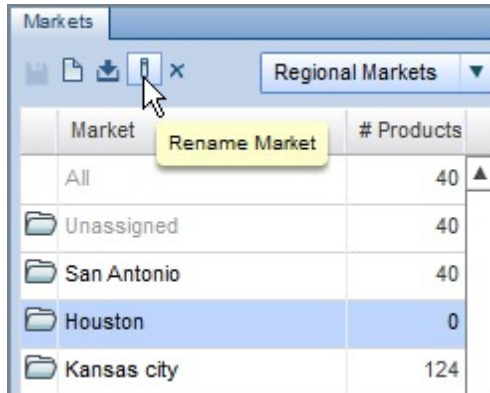 Markets
Regional Markets
Market # Products
Rename Market
All 40
Unassigned 40
San Antonio 40
Houston 0
Kansas city 124